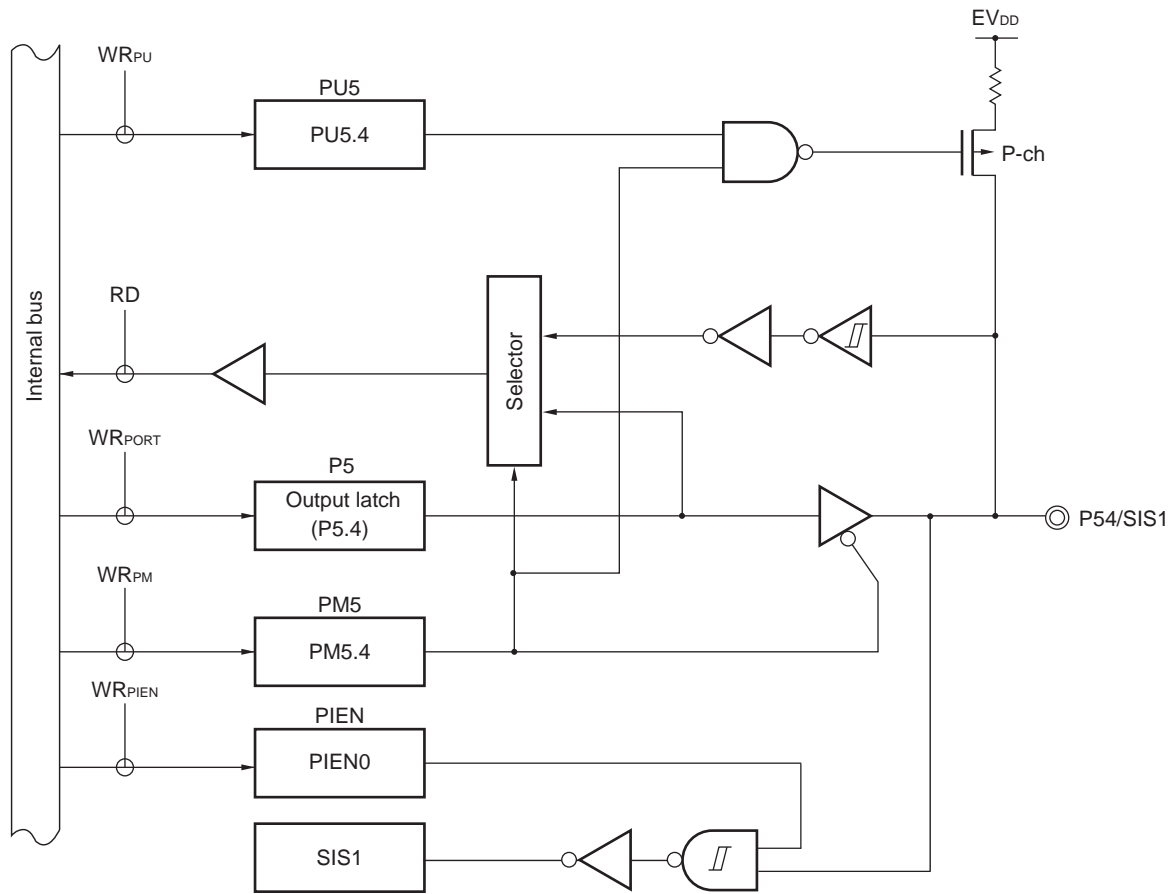 EVDD
WRPU
PU5
PU5.4
P-ch
RD
Selector
Internal bus
WRPORT
P5
Output latch
(P5.4)
P54/SIS1
WRPM
PM5
PM5.4
WRPIEN
PIEN
PIEN0
SIS1